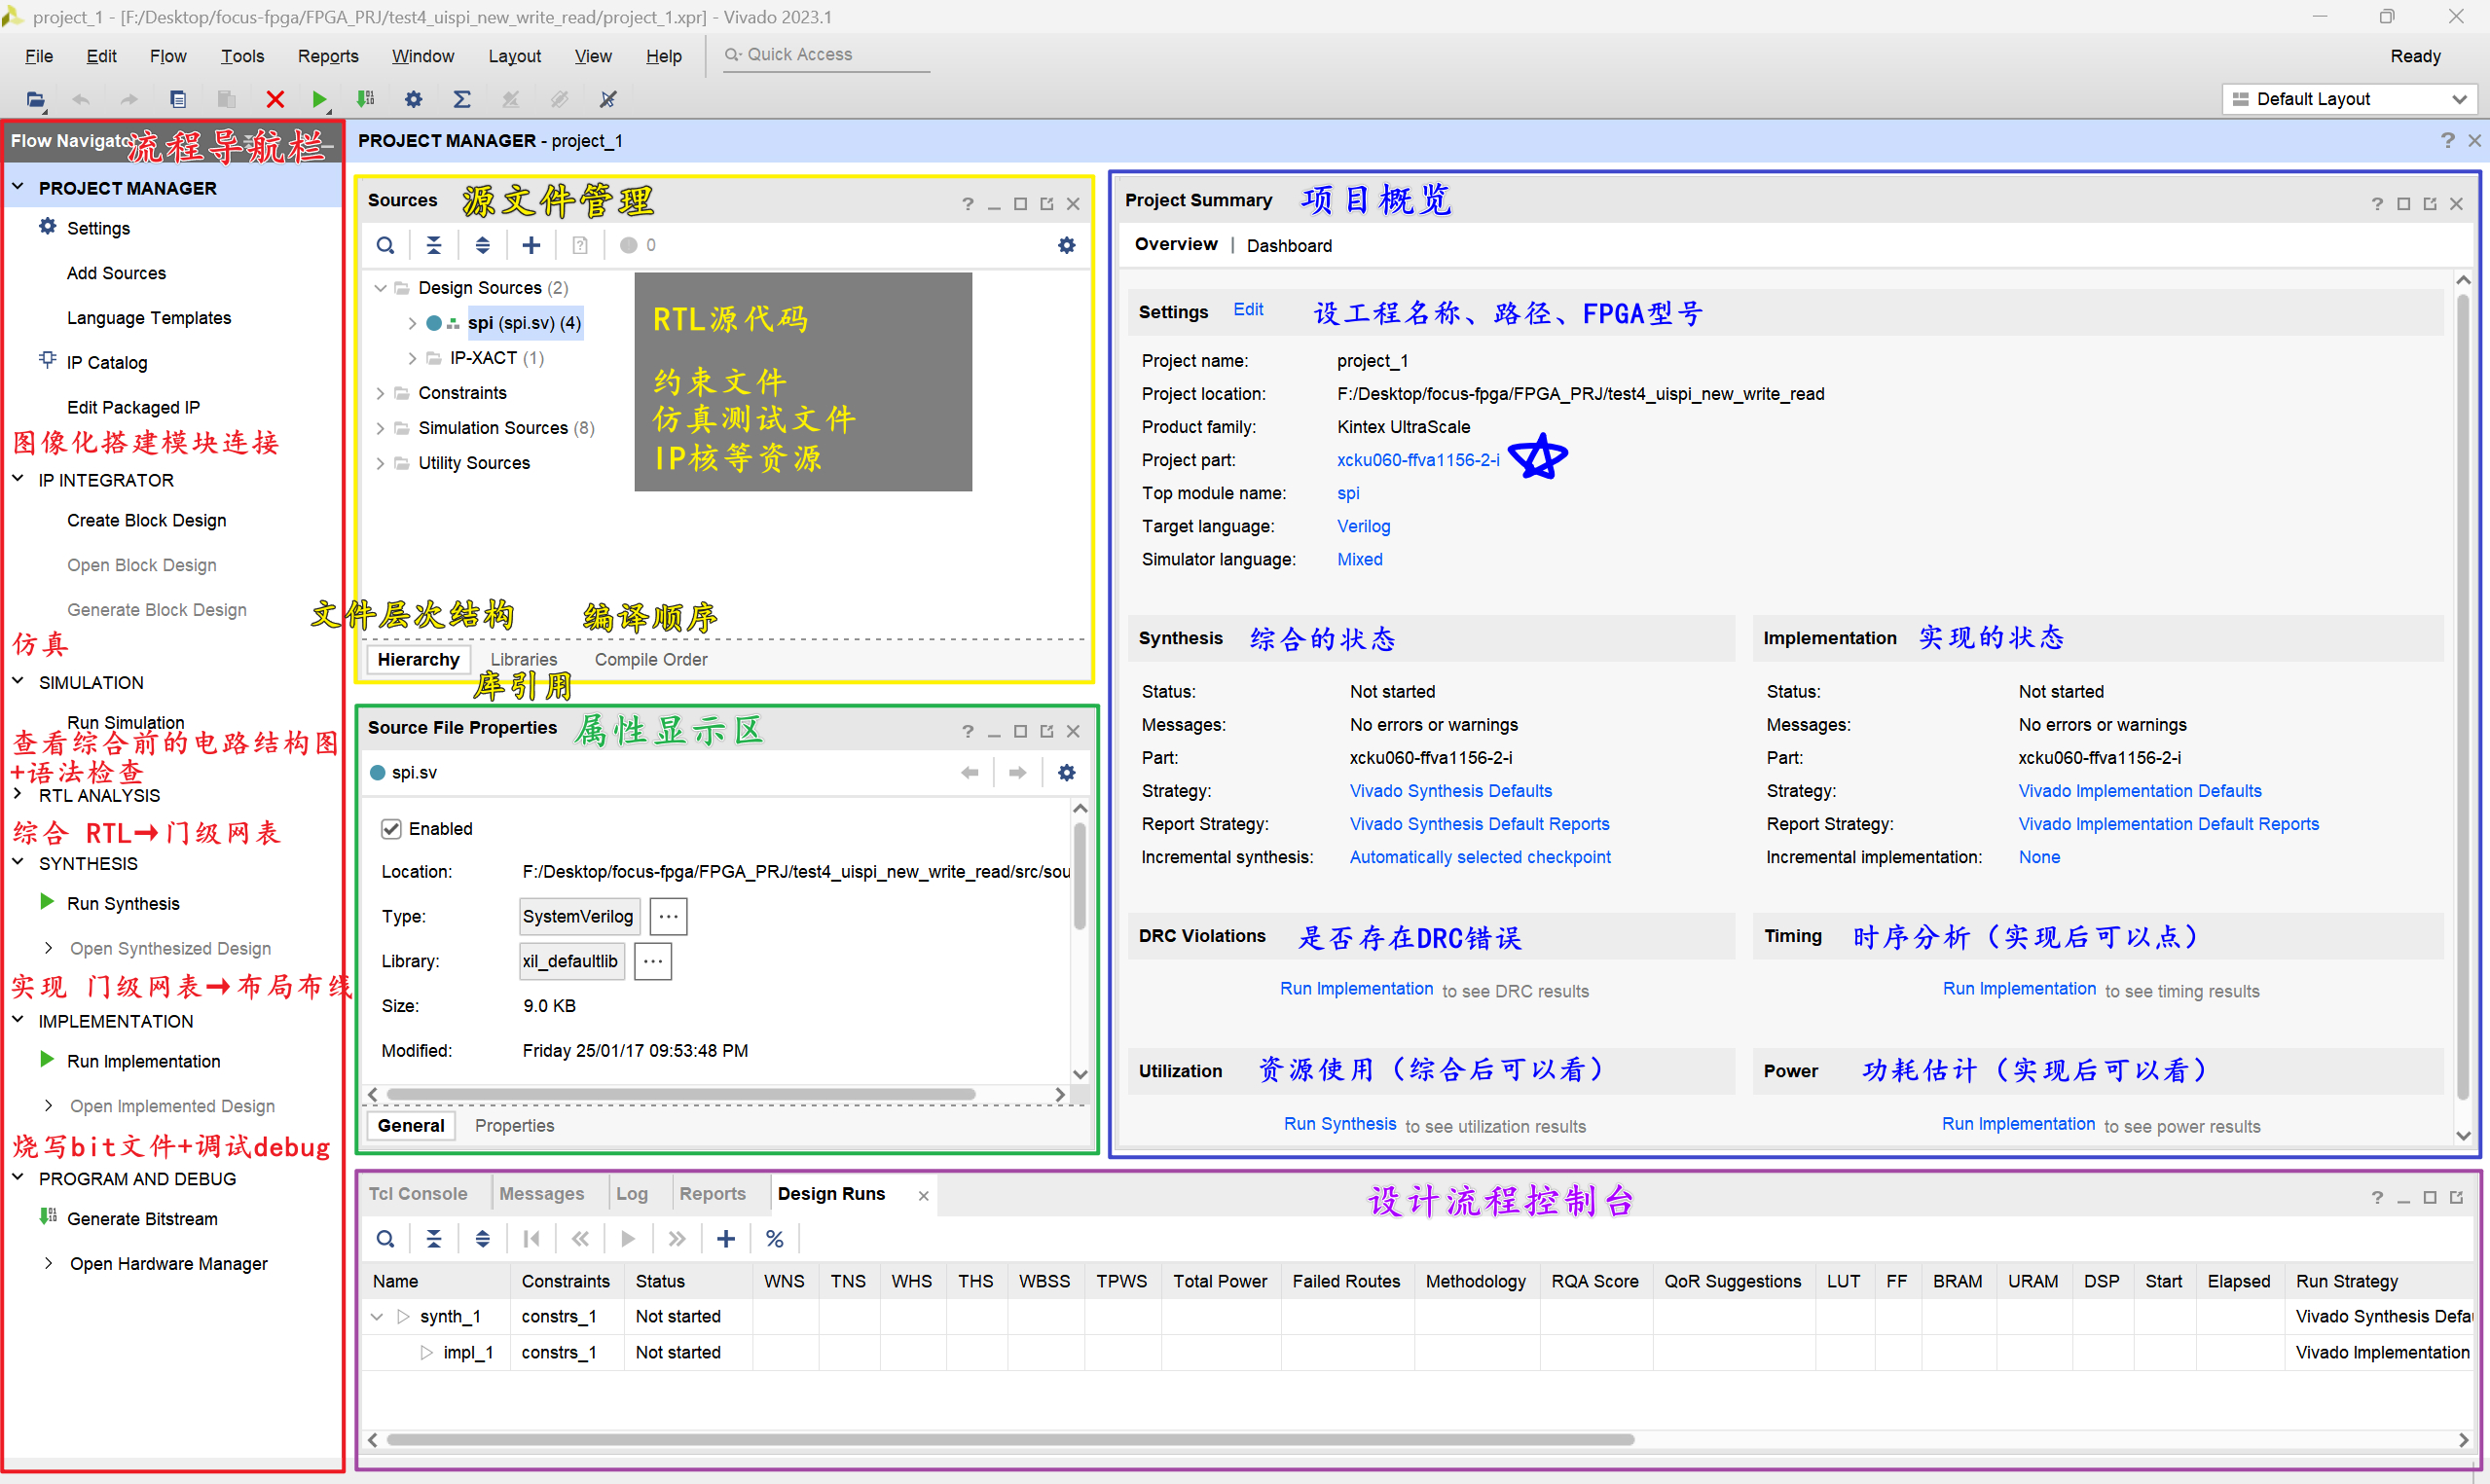 project_1 - [F:/Desktop/focus-fpga/FPGA_PRJ/test4_uispi_new_write_read/project_1.xpr] - Vivado 2023.1
File Edit Flow Tools Reports Window Layout View Help Quick Access Ready
Default Layout
Flow Navigato 流程导航栏
PROJECT MANAGER
Settings
Add Sources
Language Templates
IP Catalog
Edit Packaged IP
图像化搭建模块连接
IP INTEGRATOR
Create Block Design
Open Block Design
Generate Block Design
仿真
SIMULATION
Run Simulation
查看综合前的电路结构图
+语法检查
RTL ANALYSIS
综合 RTL→门级网表
SYNTHESIS
Run Synthesis
Open Synthesized Design
实现 门级网表→布局布线
IMPLEMENTATION
Run Implementation
Open Implemented Design
烧写bit文件+调试debug
PROGRAM AND DEBUG
Generate Bitstream
Open Hardware Manager
PROJECT MANAGER - project_1
Sources 源文件管理
0
Design Sources (2)
spi (spi.sv) (4)
IP-XACT (1)
Constraints
Simulation Sources (8)
Utility Sources
RTL源代码
约束文件
仿真测试文件
IP核等资源
文件层次结构 编译顺序
Hierarchy Libraries Compile Order
库引用
Source File Properties 属性显示区
spi.sv
Enabled
Location: F:/Desktop/focus-fpga/FPGA_PRJ/test4_uispi_new_write_read/src/sou
Type: SystemVerilog ...
Library: xil_defaultlib ...
Size: 9.0 KB
Modified: Friday 25/01/17 09:53:48 PM
General Properties
Project Summary 项目概览
Overview | Dashboard
Settings Edit 设工程名称、路径、FPGA型号
Project name: project_1
Project location: F:/Desktop/focus-fpga/FPGA_PRJ/test4_uispi_new_write_read
Product family: Kintex UltraScale
Project part: xcku060-ffva1156-2-i
Top module name: spi
Target language: Verilog
Simulator language: Mixed
Synthesis 综合的状态
Status: Not started
Messages: No errors or warnings
Part: xcku060-ffva1156-2-i
Strategy: Vivado Synthesis Defaults
Report Strategy: Vivado Synthesis Default Reports
Incremental synthesis: Automatically selected checkpoint
Implementation 实现的状态
Status: Not started
Messages: No errors or warnings
Part: xcku060-ffva1156-2-i
Strategy: Vivado Implementation Defaults
Report Strategy: Vivado Implementation Default Reports
Incremental implementation: None
DRC Violations 是否存在DRC错误
Run Implementation to see DRC results
Timing 时序分析（实现后可以点）
Run Implementation to see timing results
Utilization 资源使用（综合后可以看）
Run Synthesis to see utilization results
Power 功耗估计（实现后可以看）
Run Implementation to see power results
Tcl Console Messages Log Reports Design Runs 设计流程控制台
Name Constraints Status WNS TNS WHS THS WBSS TPWS Total Power Failed Routes Methodology RQA Score QoR Suggestions LUT FF BRAM URAM DSP Start Elapsed Run Strategy
synth_1 constrs_1 Not started Vivado Synthesis Defau
impl_1 constrs_1 Not started Vivado Implementation